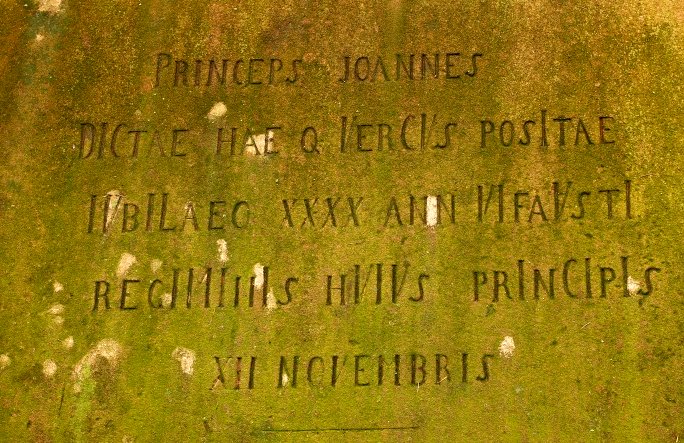 PRINCEPS JOANNES
DICTAE HAE Q VERCVS POSITAE
IVBILAEO XXXX ANN VIFAVSTI
REGIMINIS HVIVS PRINCIPIS
XII NOVEMBRIS